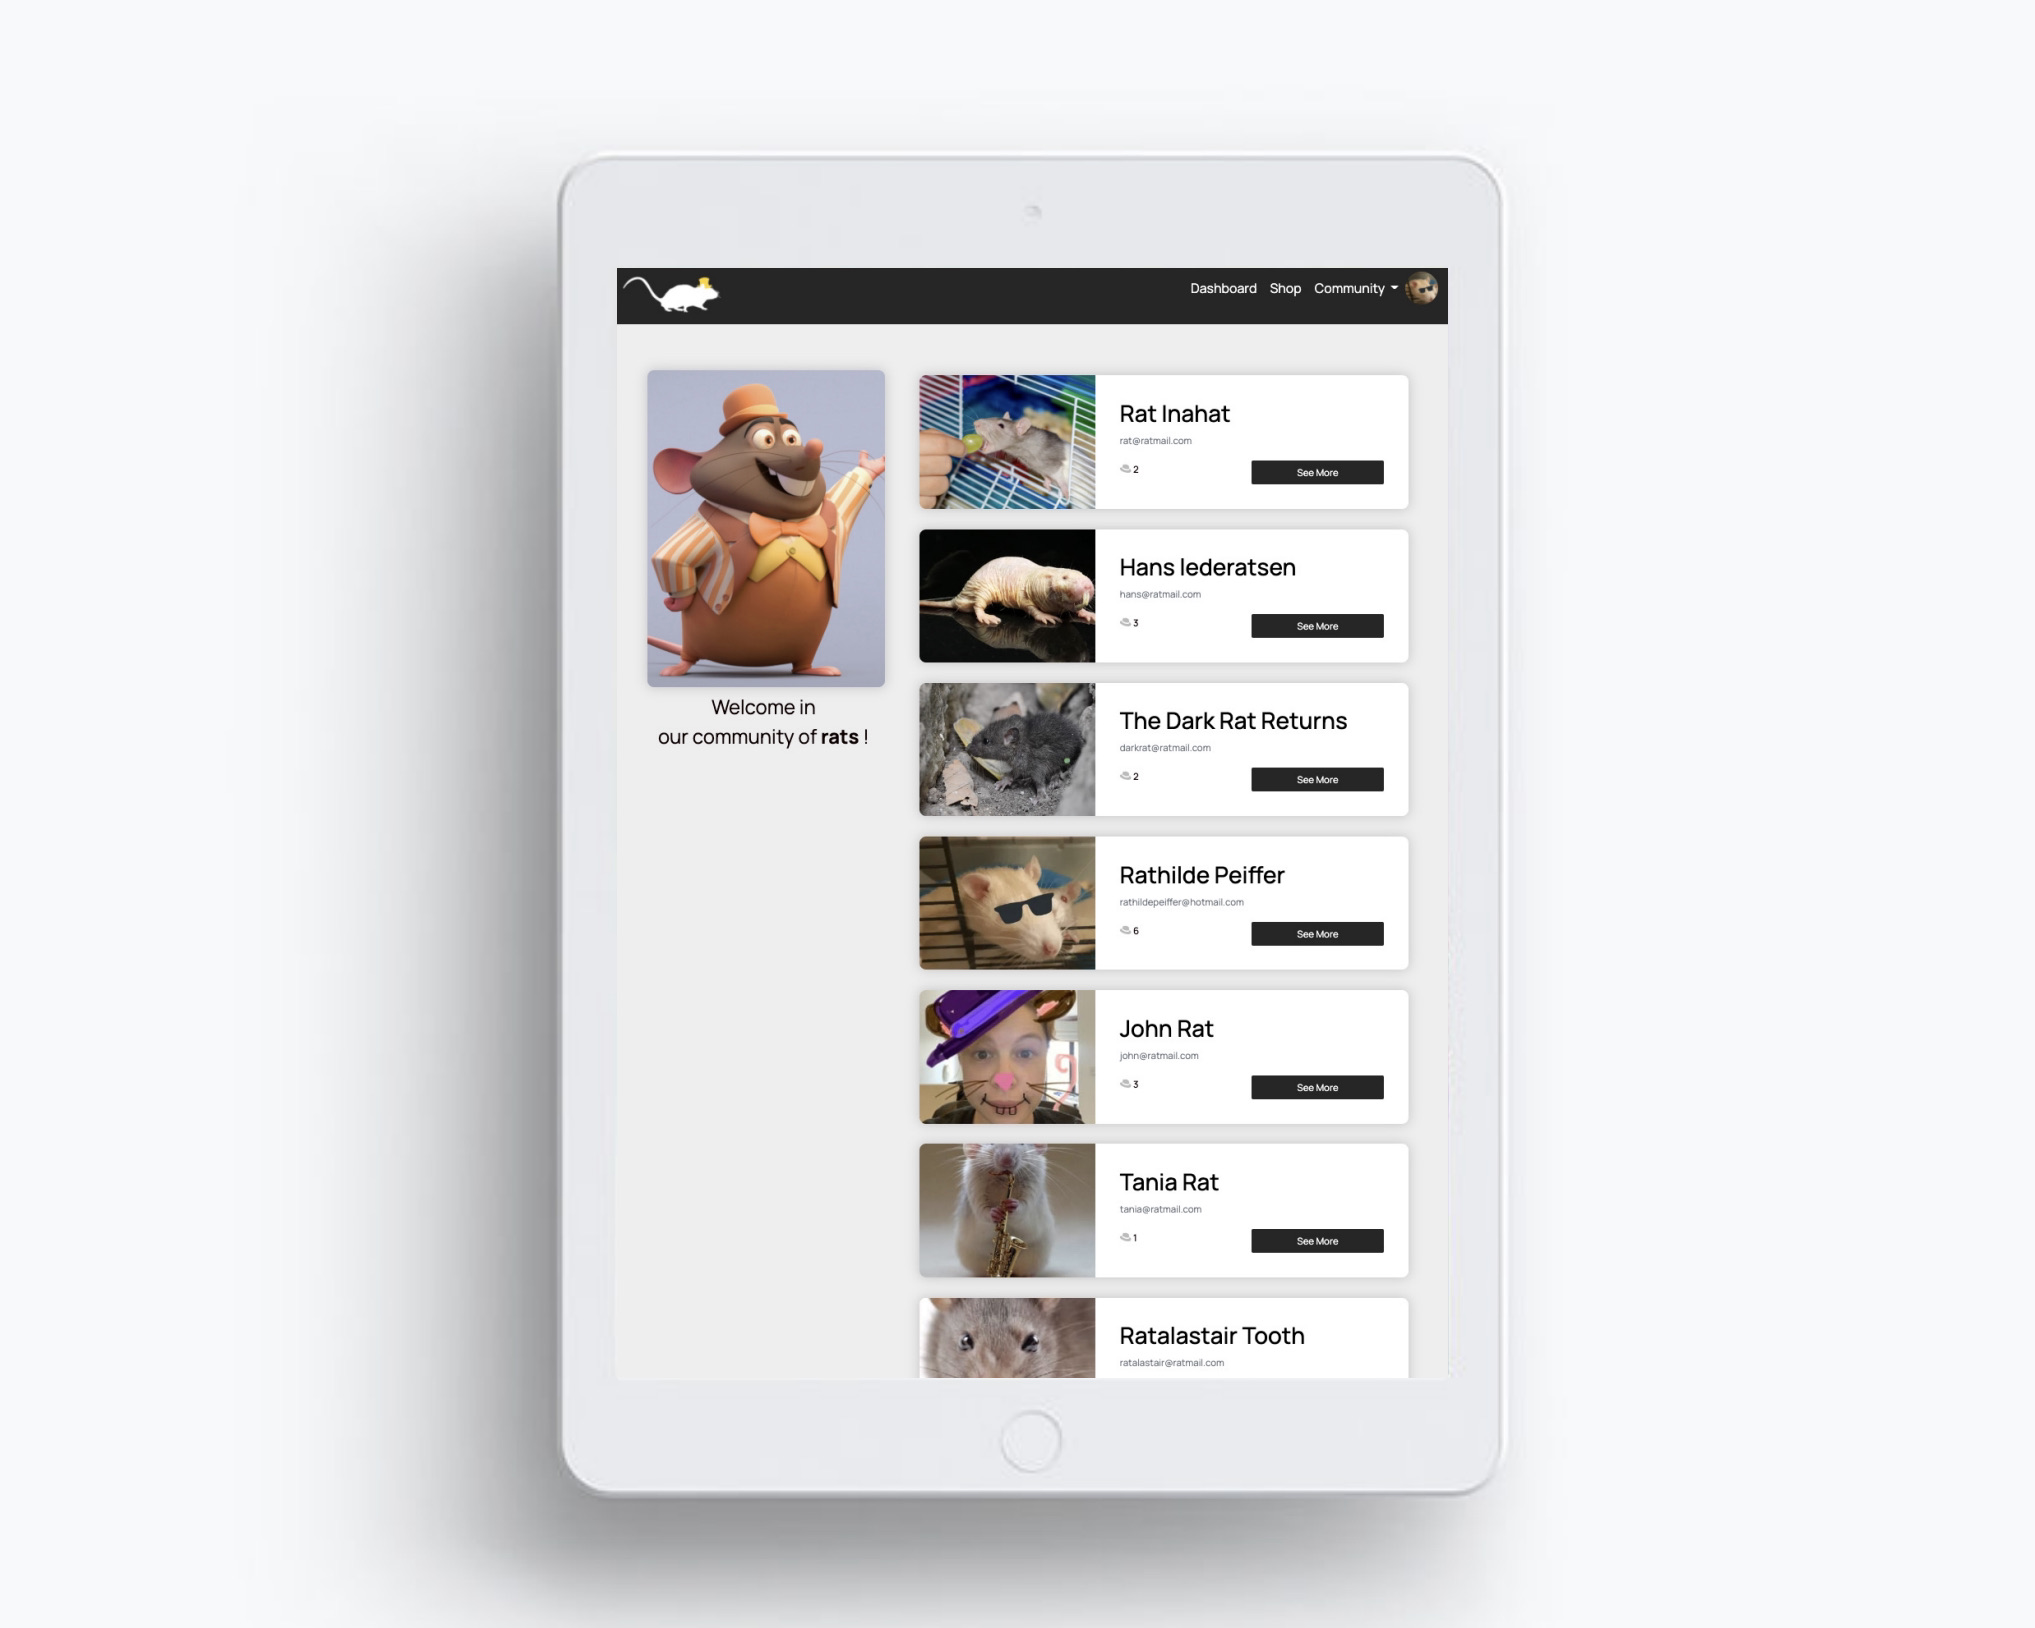 Dashboard Shop Community
Welcome in
our community of rats !
Rat Inahat
rat@ratmail.com
2
See More
Hans lederatsen
hans@ratmail.com
3
See More
The Dark Rat Returns
darkrat@ratmail.com
2
See More
Rathilde Peiffer
rathildepeiffer@hotmail.com
6
See More
John Rat
john@ratmail.com
3
See More
Tania Rat
tania@ratmail.com
1
See More
Ratalastair Tooth
ratalastair@ratmail.com